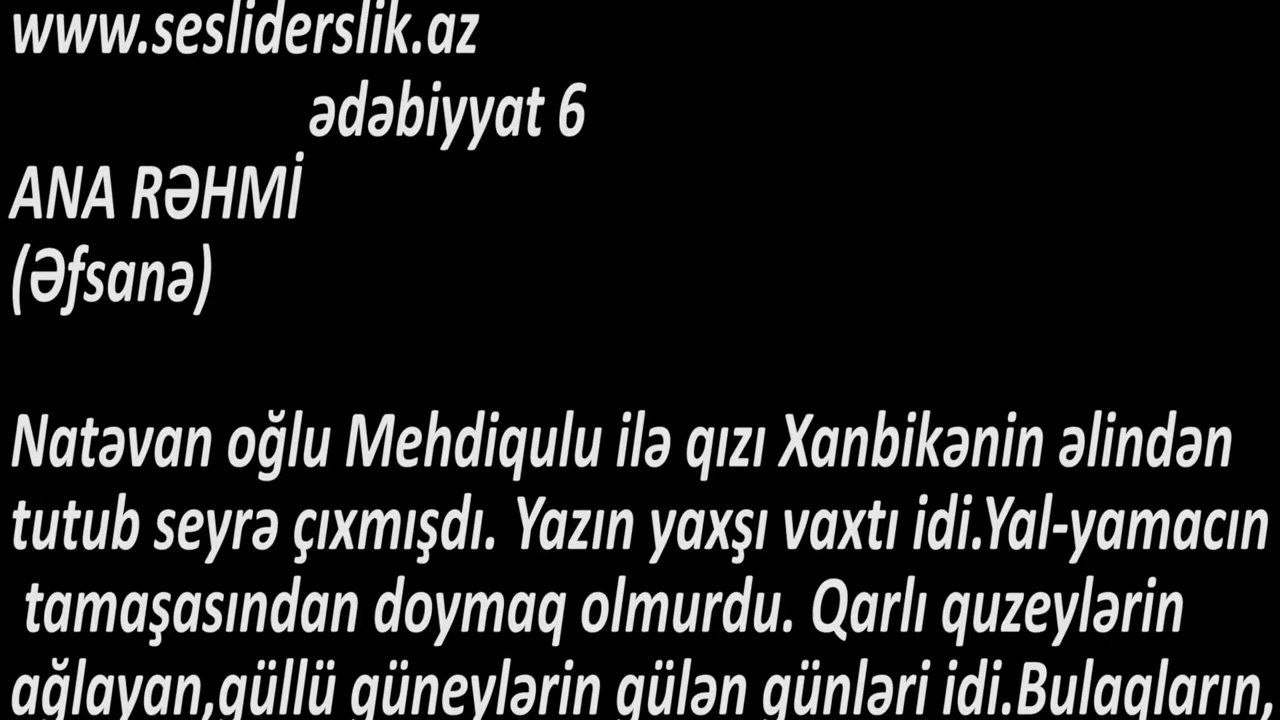 www.sesliderslik.az
ədəbiyyat 6
ANA RƏHMİ
(Əfsanə)
Natəvan oğlu Mehdiqulu ilə qızı Xanbikənin əlindən
tutub seyrə çıxmışdı. Yazın yaxşı vaxtı idi.Yal-yamacın
tamaşasından doymaq olmurdu. Qarlı quzeylərin
ağlayan,güllü güneylərin gülən günləri idi.Bulaqların,